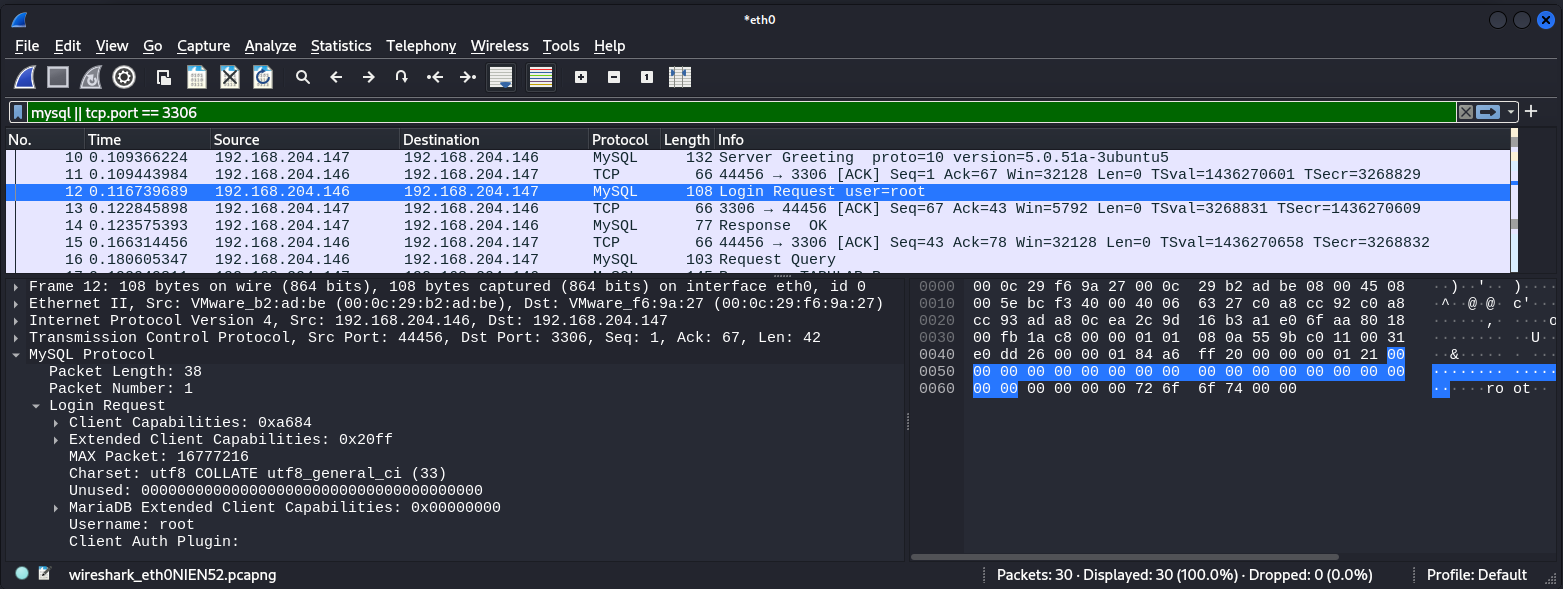 *eth0
File Edit View Go Capture Analyze Statistics Telephony Wireless Tools Help
mysql || tcp.port == 3306
No. Time Source Destination Protocol Length Info
10 0.109366224 192.168.204.147 192.168.204.146 MySQL 132 Server Greeting proto=10 version=5.0.51a-3ubuntu5
11 0.109443984 192.168.204.146 192.168.204.147 TCP 66 44456 → 3306 [ACK] Seq=1 Ack=67 Win=32128 Len=0 TSval=1436270601 TSecr=3268829
12 0.116739689 192.168.204.146 192.168.204.147 MySQL 108 Login Request user=root
13 0.122845898 192.168.204.147 192.168.204.146 TCP 66 3306 → 44456 [ACK] Seq=67 Ack=43 Win=5792 Len=0 TSval=3268831 TSecr=1436270609
14 0.123575393 192.168.204.147 192.168.204.146 MySQL 77 Response OK
15 0.166314456 192.168.204.146 192.168.204.147 TCP 66 44456 → 3306 [ACK] Seq=43 Ack=78 Win=32128 Len=0 TSval=1436270658 TSecr=3268832
16 0.180605347 192.168.204.146 192.168.204.147 MySQL 103 Request Query
Frame 12: 108 bytes on wire (864 bits), 108 bytes captured (864 bits) on interface eth0, id 0
Ethernet II, Src: VMware_b2:ad:be (00:0c:29:b2:ad:be), Dst: VMware_f6:9a:27 (00:0c:29:f6:9a:27)
Internet Protocol Version 4, Src: 192.168.204.146, Dst: 192.168.204.147
Transmission Control Protocol, Src Port: 44456, Dst Port: 3306, Seq: 1, Ack: 67, Len: 42
MySQL Protocol
Packet Length: 38
Packet Number: 1
Login Request
Client Capabilities: 0xa684
Extended Client Capabilities: 0x20ff
MAX Packet: 16777216
Charset: utf8 COLLATE utf8_general_ci (33)
Unused: 00000000000000000000000000000000000000
MariaDB Extended Client Capabilities: 0x00000000
Username: root
Client Auth Plugin:
0000 00 0c 29 f6 9a 27 00 0c 29 b2 ad be 08 00 45 08 ··)··'·· )·····
0010 00 5e bc f3 40 00 40 06 63 27 c0 a8 cc 92 c0 a8 ·^··@·@· c'····
0020 cc 93 ad a8 0c ea 2c 9d 16 b3 a1 e0 6f aa 80 18 ······,· ····o
0030 00 fb 1a c8 00 00 01 01 08 0a 55 9b c0 11 00 31 ········ ··U···
0040 e0 dd 26 00 00 01 84 a6 ff 20 00 00 00 01 21 00 ··&····· ·
0050 00 00 00 00 00 00 00 00 00 00 00 00 00 00 00 00 ········ ·····
0060 00 00 00 00 00 00 72 6f 6f 74 00 00 ······ro ot··
wireshark_eth0NIEN52.pcapng
Packets: 30 · Displayed: 30 (100.0%) · Dropped: 0 (0.0%)
Profile: Default